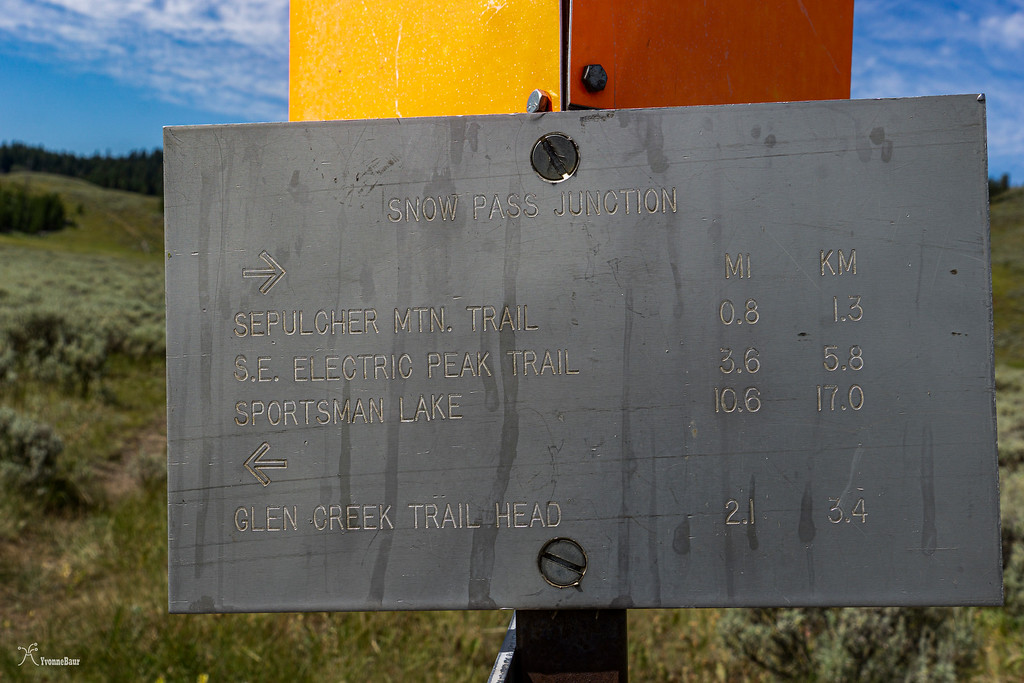 SNOW PASS JUNCTION
→ MI KM
SEPULCHER MTN. TRAIL 0.8 1.3
S.E. ELECTRIC PEAK TRAIL 3.6 5.8
SPORTSMAN LAKE 10.6 17.0
←
GLEN CREEK TRAIL HEAD 2.1 3.4
YvonneBaur